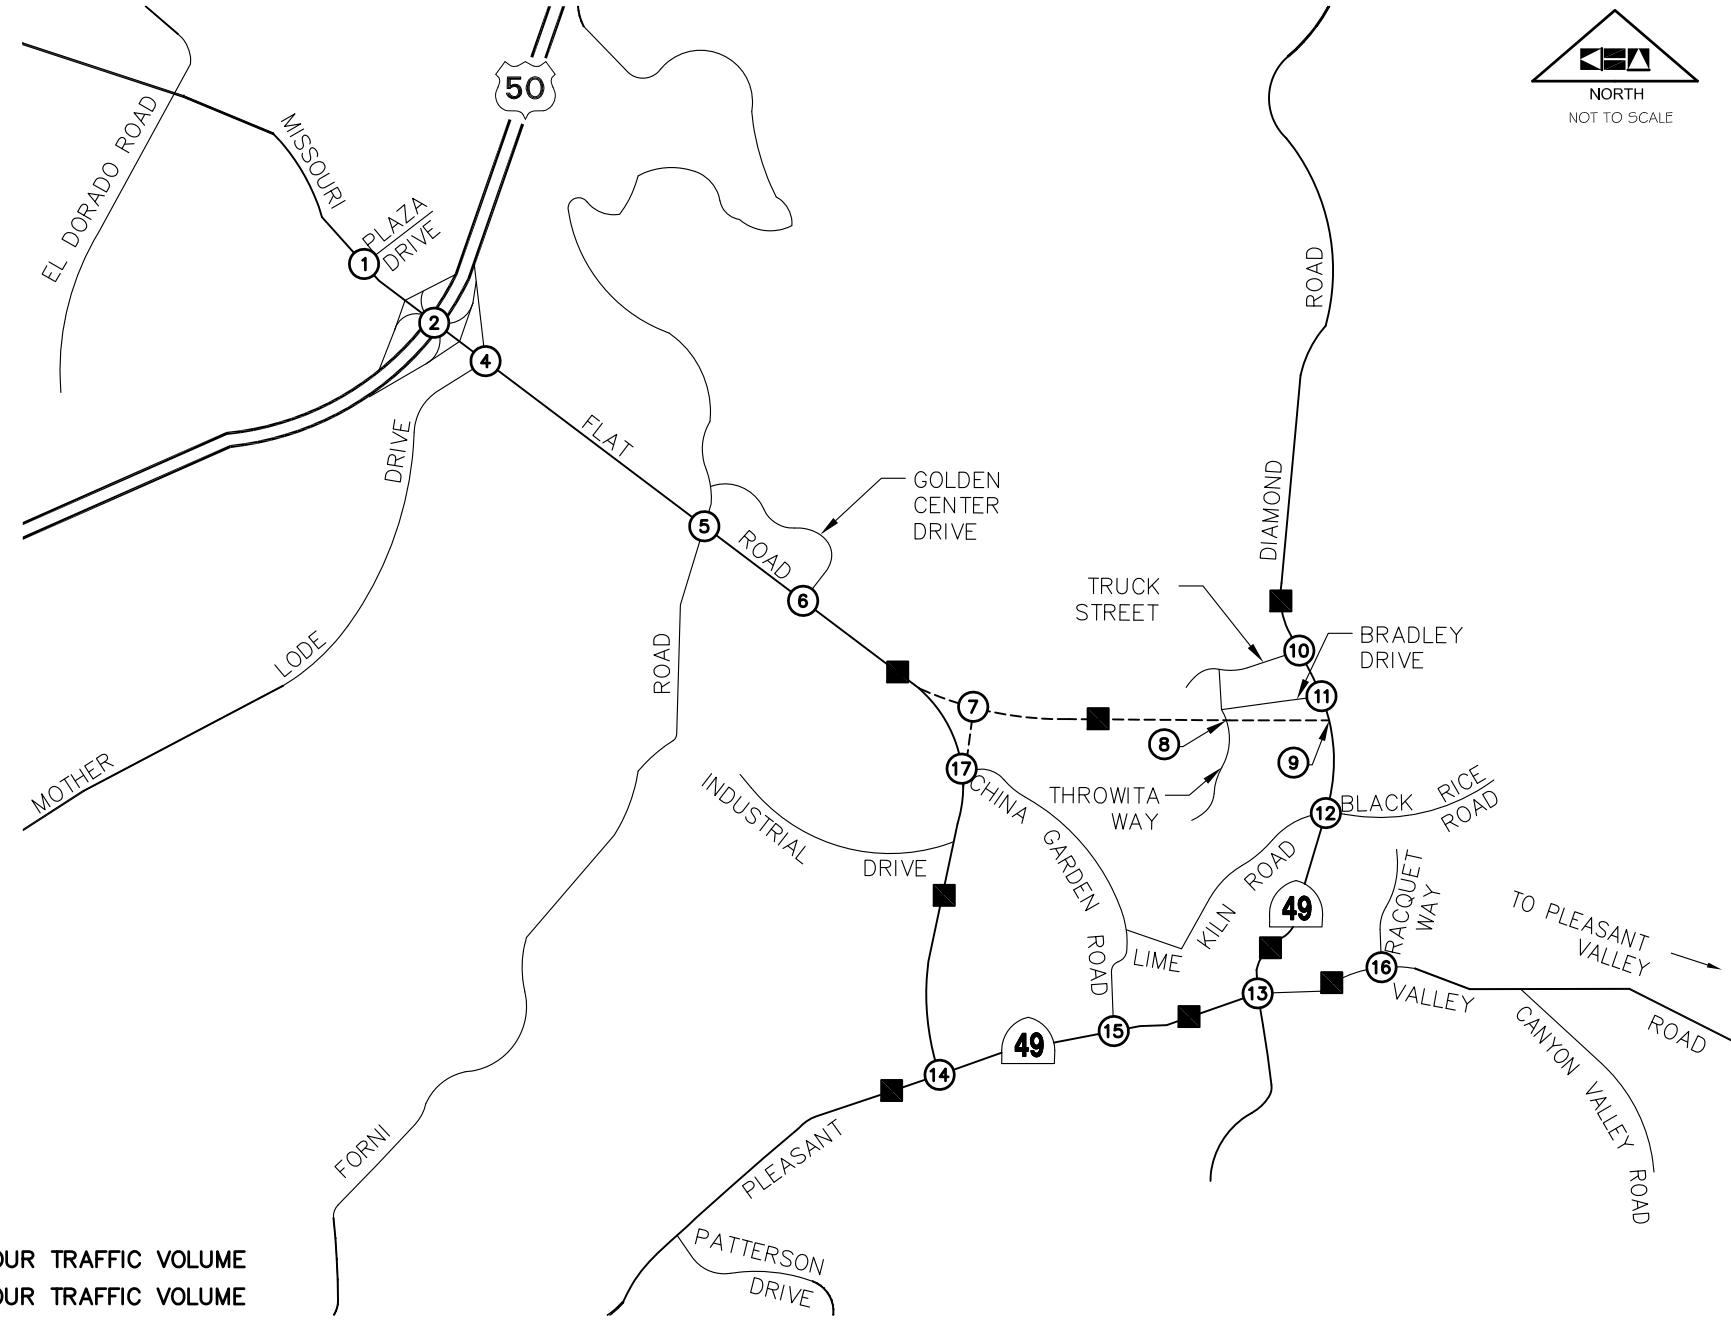 NORTH
NOT TO SCALE
50
EL DORADO ROAD
MISSOURI
PLAZA
DRIVE
1
2
4
FLAT
DRIVE
LODE
MOTHER
5
ROAD
6
GOLDEN
CENTER
DRIVE
ROAD
DIAMOND
ROAD
TRUCK
STREET
10
BRADLEY
DRIVE
11
7
8
9
17
THROWITA
WAY
12
BLACK
RICE
ROAD
INDUSTRIAL
DRIVE
CHINA
GARDEN
ROAD
LIME
KILN
ROAD
49
RACQUET
WAY
TO PLEASANT
VALLEY
16
13
VALLEY
ROAD
CANYON
VALLEY
ROAD
15
49
14
PLEASANT
FORNI
PATTERSON
DRIVE
OUR TRAFFIC VOLUME
OUR TRAFFIC VOLUME